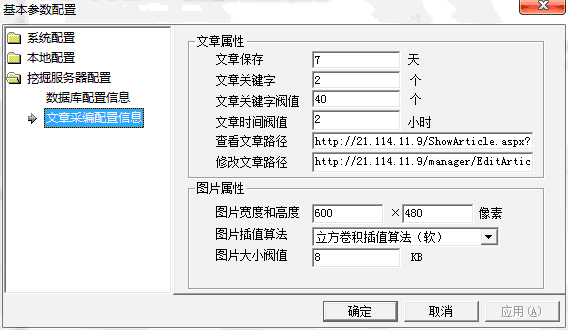 基本参数配置
系统配置
本地配置
挖掘服务器配置
数据库配置信息
文章采编配置信息
文章属性
文章保存 7 天
文章关键字 2 个
文章关键字阀值 40 个
文章时间阀值 2 小时
查看文章路径 http://21.114.11.9/ShowArticle.aspx?
修改文章路径 http://21.114.11.9/manager/EditArtic
图片属性
图片宽度和高度 600 × 480 像素
图片插值算法 立方卷积插值算法（软）
图片大小阀值 8 KB
确定 取消 应用(A)